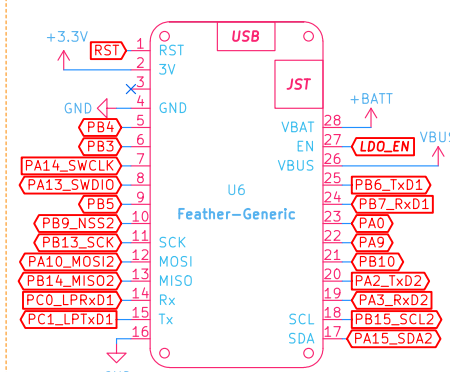 USB
JST
+3.3V
RST 1 RST
2 3V
3
GND 4 GND
PB4 5
PB3 6
PA14_SWCLK 7
PA13_SWDIO 8
PB5 9
PB9_NSS2 10
PB13_SCK 11 SCK
PA10_MOSI2 12 MOSI
PB14_MISO2 13 MISO
PC0_LPRxD1 14 Rx
PC1_LPTxD1 15 Tx
16
U6
Feather-Generic
+BATT
VBUS
VBAT 28
EN 27 LDO_EN
VBUS 26
25 PB6_TxD1
24 PB7_RxD1
23 PA0
22 PA9
21 PB10
20 PA2_TxD2
19 PA3_RxD2
SCL 18 PB15_SCL2
SDA 17 PA15_SDA2